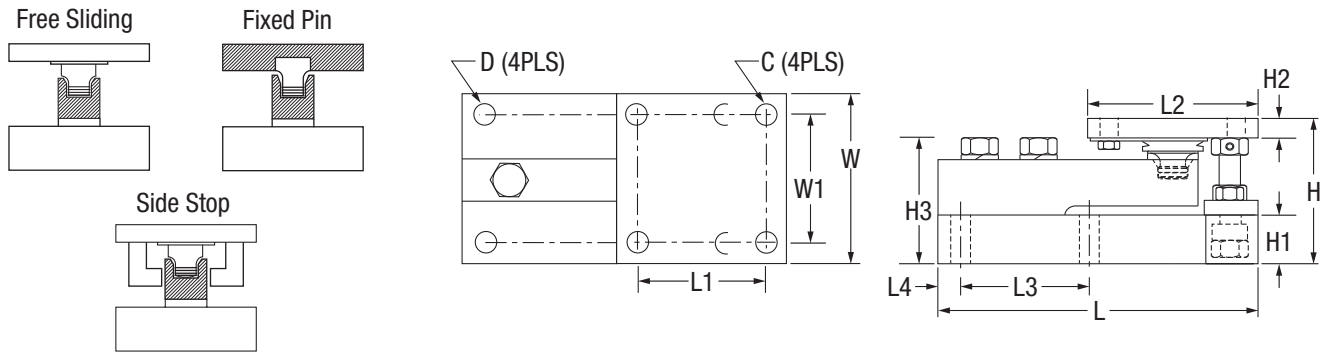 Free Sliding
Fixed Pin
Side Stop
D (4PLS)
C (4PLS)
W1
W
L1
L2
H2
H
H1
H3
L4
L3
L